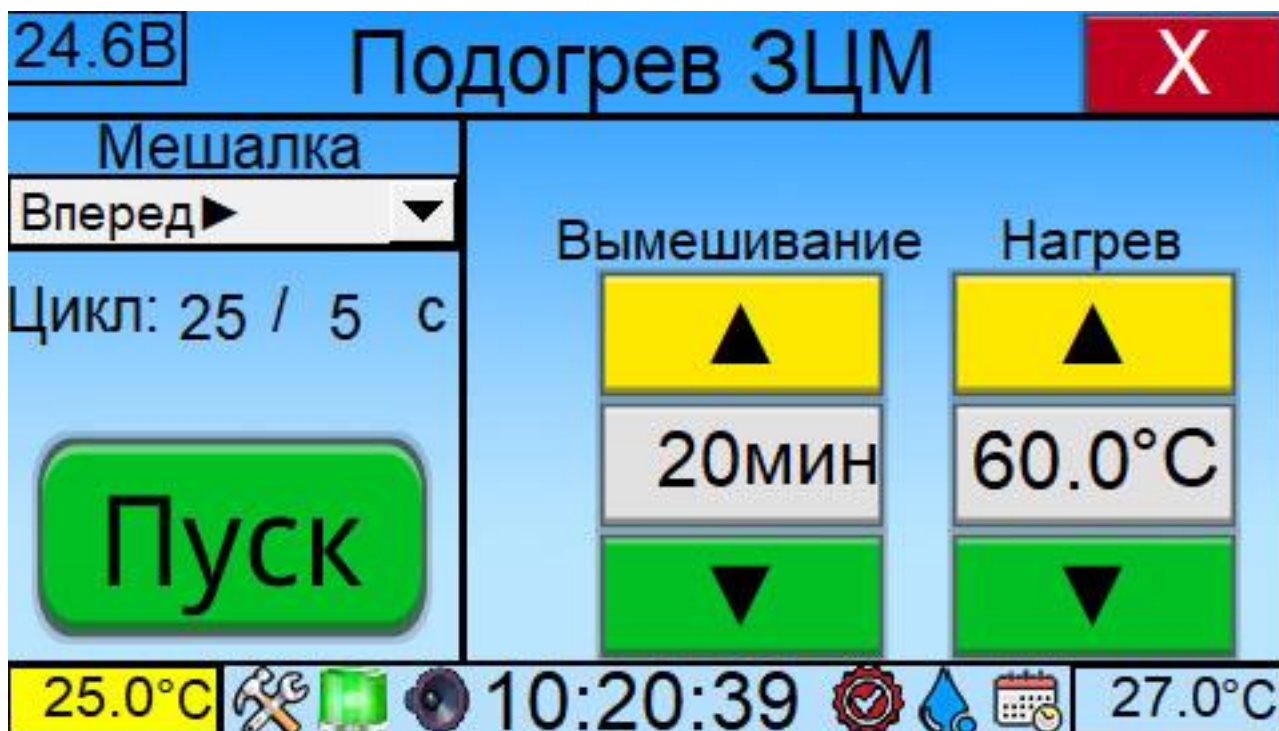 24.6В
Подогрев ЗЦМ
X
Мешалка
Вперед►
Цикл: 25 / 5 с
Пуск
Вымешивание
▲
20мин
▼
Нагрев
▲
60.0°C
▼
25.0°C
10:20:39
27.0°C